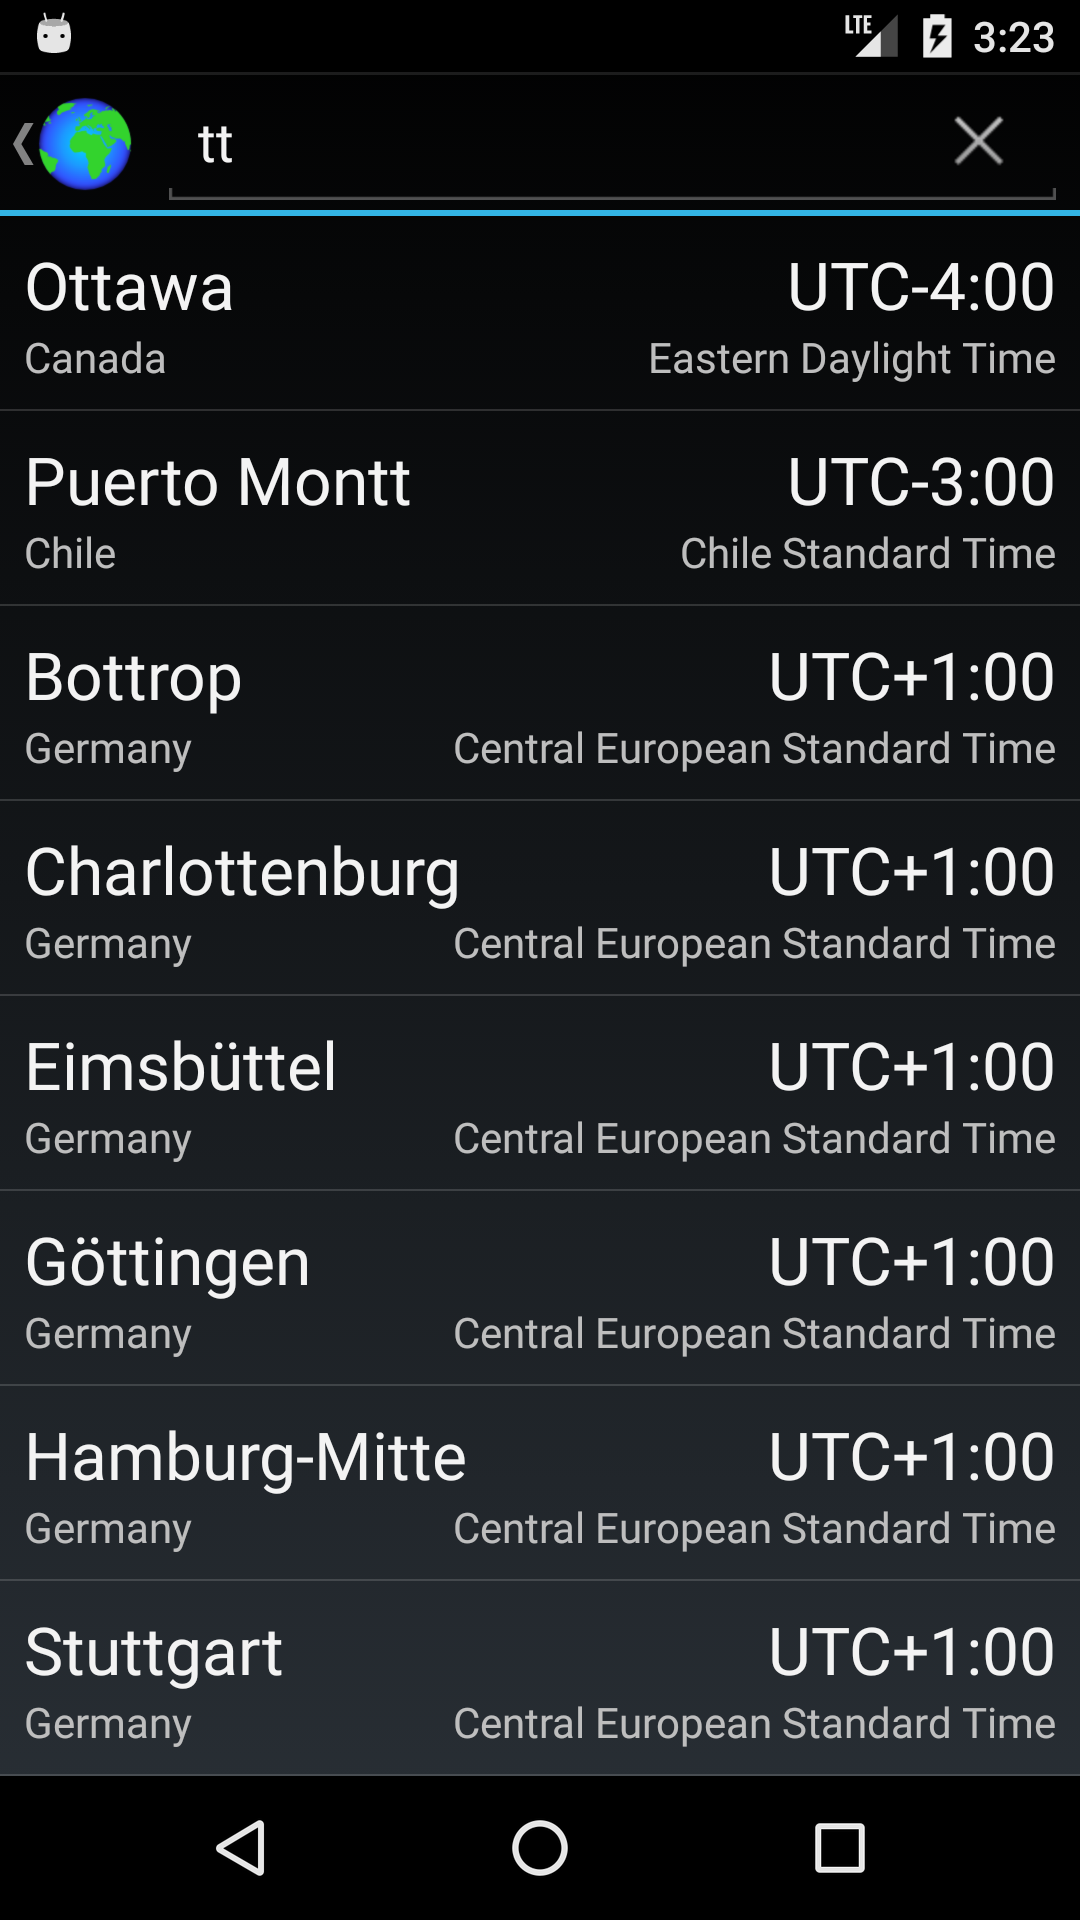 LTE 3:23
tt
Ottawa UTC-4:00
Canada Eastern Daylight Time
Puerto Montt UTC-3:00
Chile Chile Standard Time
Bottrop UTC+1:00
Germany Central European Standard Time
Charlottenburg UTC+1:00
Germany Central European Standard Time
Eimsbüttel UTC+1:00
Germany Central European Standard Time
Göttingen UTC+1:00
Germany Central European Standard Time
Hamburg-Mitte UTC+1:00
Germany Central European Standard Time
Stuttgart UTC+1:00
Germany Central European Standard Time